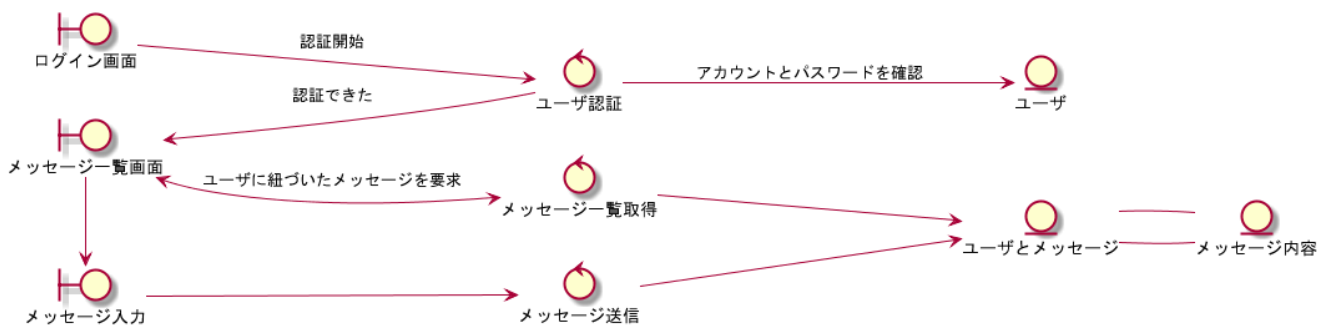 ログイン画面
認証開始
ユーザ認証
アカウントとパスワードを確認
ユーザ
認証できた
メッセージ一覧画面
ユーザに紐づいたメッセージを要求
メッセージ一覧取得
ユーザとメッセージ
メッセージ内容
メッセージ入力
メッセージ送信